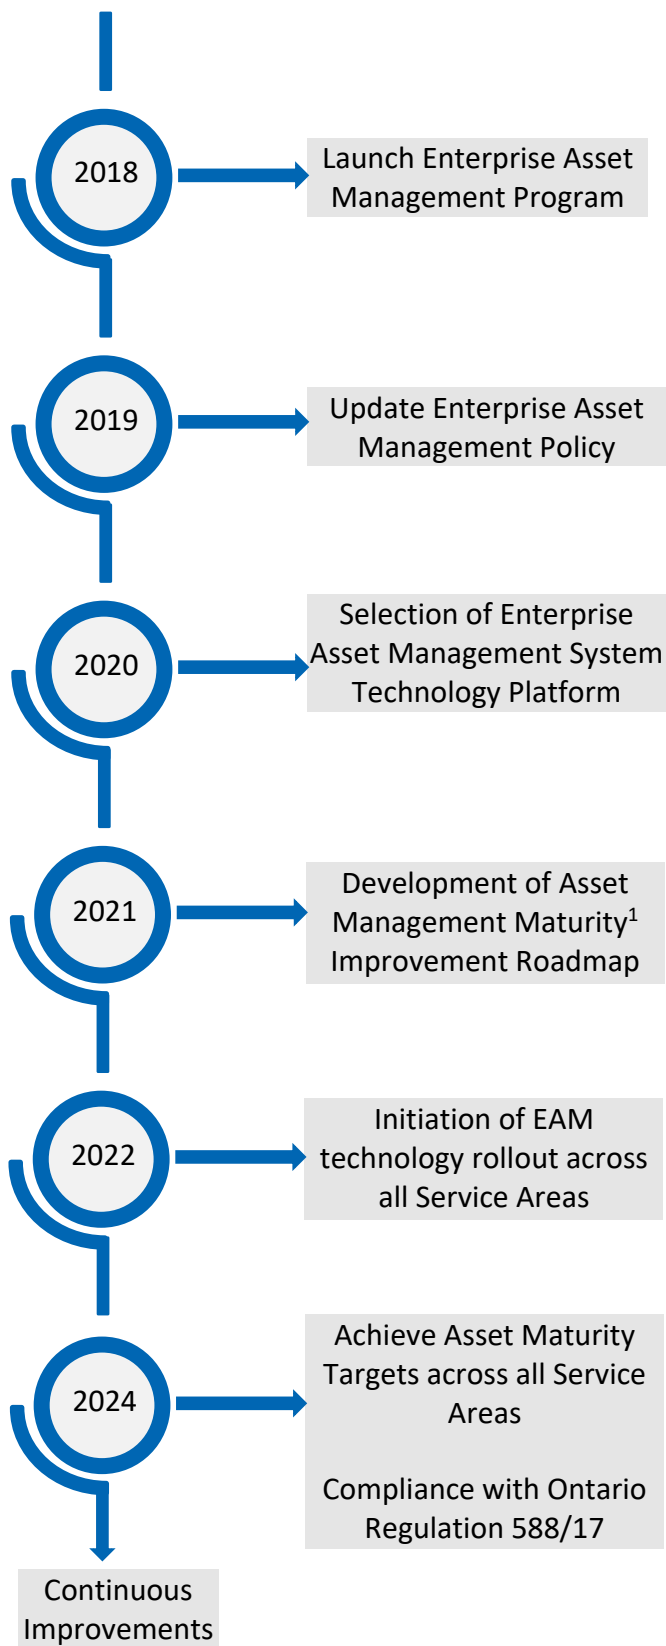 2018
Launch Enterprise Asset
Management Program
2019
Update Enterprise Asset
Management Policy
2020
Selection of Enterprise
Asset Management System
Technology Platform
2021
Development of Asset
Management Maturity¹
Improvement Roadmap
2022
Initiation of EAM
technology rollout across
all Service Areas
2024
Achieve Asset Maturity
Targets across all Service
Areas
Compliance with Ontario
Regulation 588/17
Continuous
Improvements